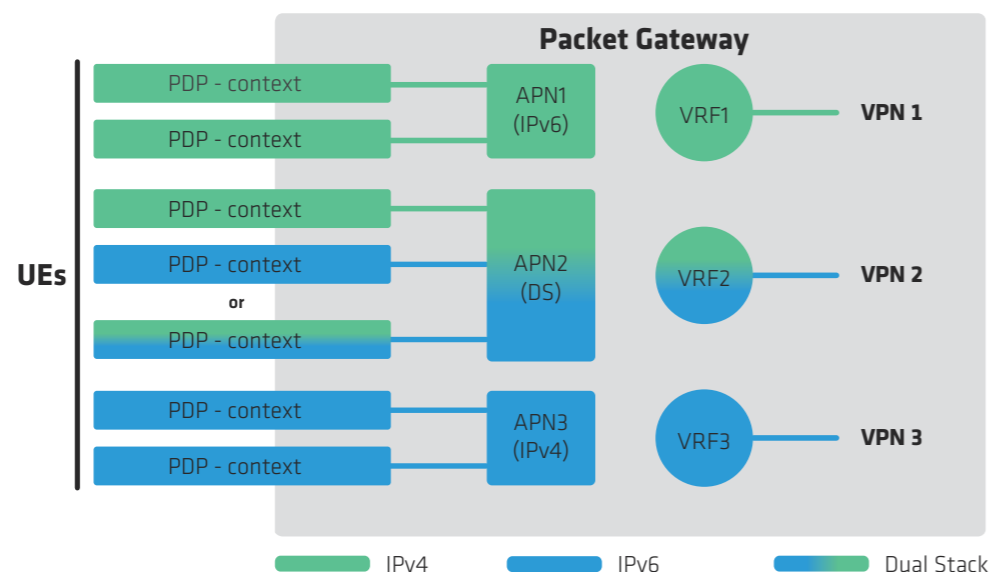 Packet Gateway
PDP - context
PDP - context
APN1
(IPv6)
VRF1
VPN 1
UEs
PDP - context
PDP - context
or
PDP - context
APN2
(DS)
VRF2
VPN 2
PDP - context
PDP - context
APN3
(IPv4)
VRF3
VPN 3
IPv4
IPv6
Dual Stack